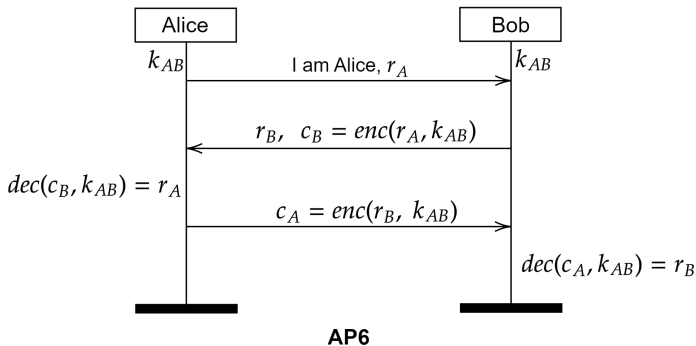 Alice Bob
k_AB k_AB
I am Alice, r_A
r_B, c_B = enc(r_A, k_AB)
dec(c_B, k_AB) = r_A
c_A = enc(r_B, k_AB)
dec(c_A, k_AB) = r_B
AP6